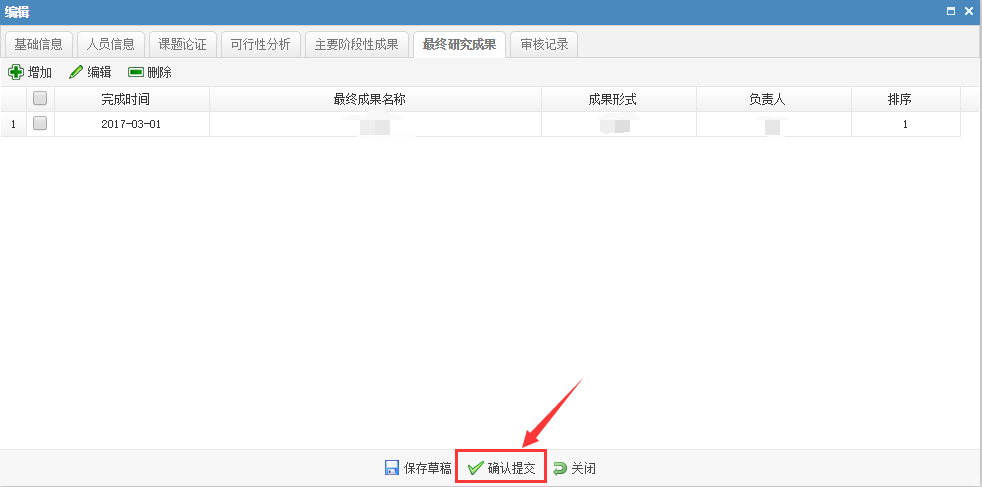 编辑
基础信息 人员信息 课题论证 可行性分析 主要阶段性成果 最终研究成果 审核记录
增加 编辑 删除
完成时间 最终成果名称 成果形式 负责人 排序
1 2017-03-01 1
保存草稿 确认提交 关闭